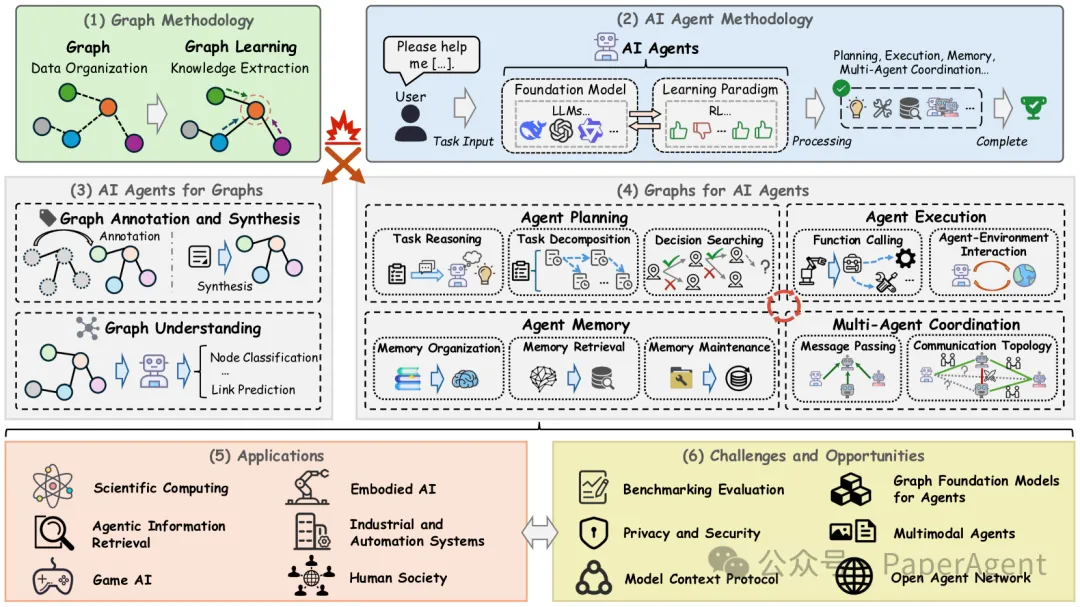 (1) Graph Methodology
Graph
Data Organization
Graph Learning
Knowledge Extraction
(2) AI Agent Methodology
Please help
me [...].
User
Task Input
AI Agents
Foundation Model
LLMs...
...
Learning Paradigm
RL...
...
Processing
Planning, Execution, Memory,
Multi-Agent Coordination...
...
Complete
(3) AI Agents for Graphs
Graph Annotation and Synthesis
Annotation
Synthesis
Graph Understanding
Node Classification
...
Link Prediction
(4) Graphs for AI Agents
Agent Planning
Task Reasoning
Task Decomposition
...
Decision Searching
?
Agent Execution
Function Calling
...
Agent-Environment
Interaction
Agent Memory
Memory Organization
Memory Retrieval
Memory Maintenance
Multi-Agent Coordination
Message Passing
Communication Topology
?
?
(5) Applications
Scientific Computing
Embodied AI
Agentic Information
Retrieval
Industrial and
Automation Systems
Game AI
Human Society
(6) Challenges and Opportunities
Benchmarking Evaluation
Graph Foundation Models
for Agents
Privacy and Security
Multimodal Agents
Model Context Protocol
Open Agent Network
公众号 · PaperAgent